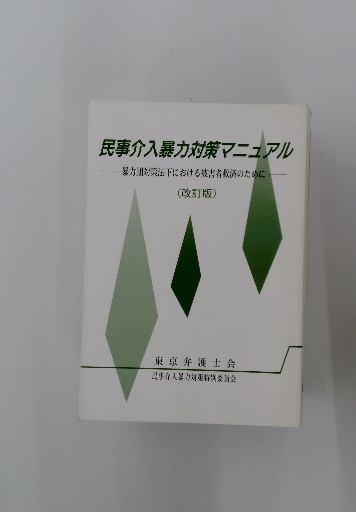 民事介入暴力対策マニュアル
―暴力団対策法下における被害者救済のために―
(改訂版)
東京弁護士会
民事介入暴力対策特別委員会